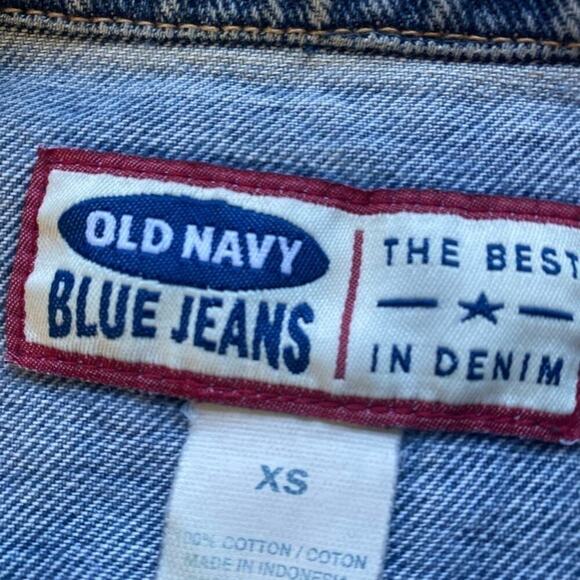 OLD NAVY
BLUE JEANS
THE BEST
IN DENIM
XS
100% COTTON / COTON
MADE IN INDONESIA